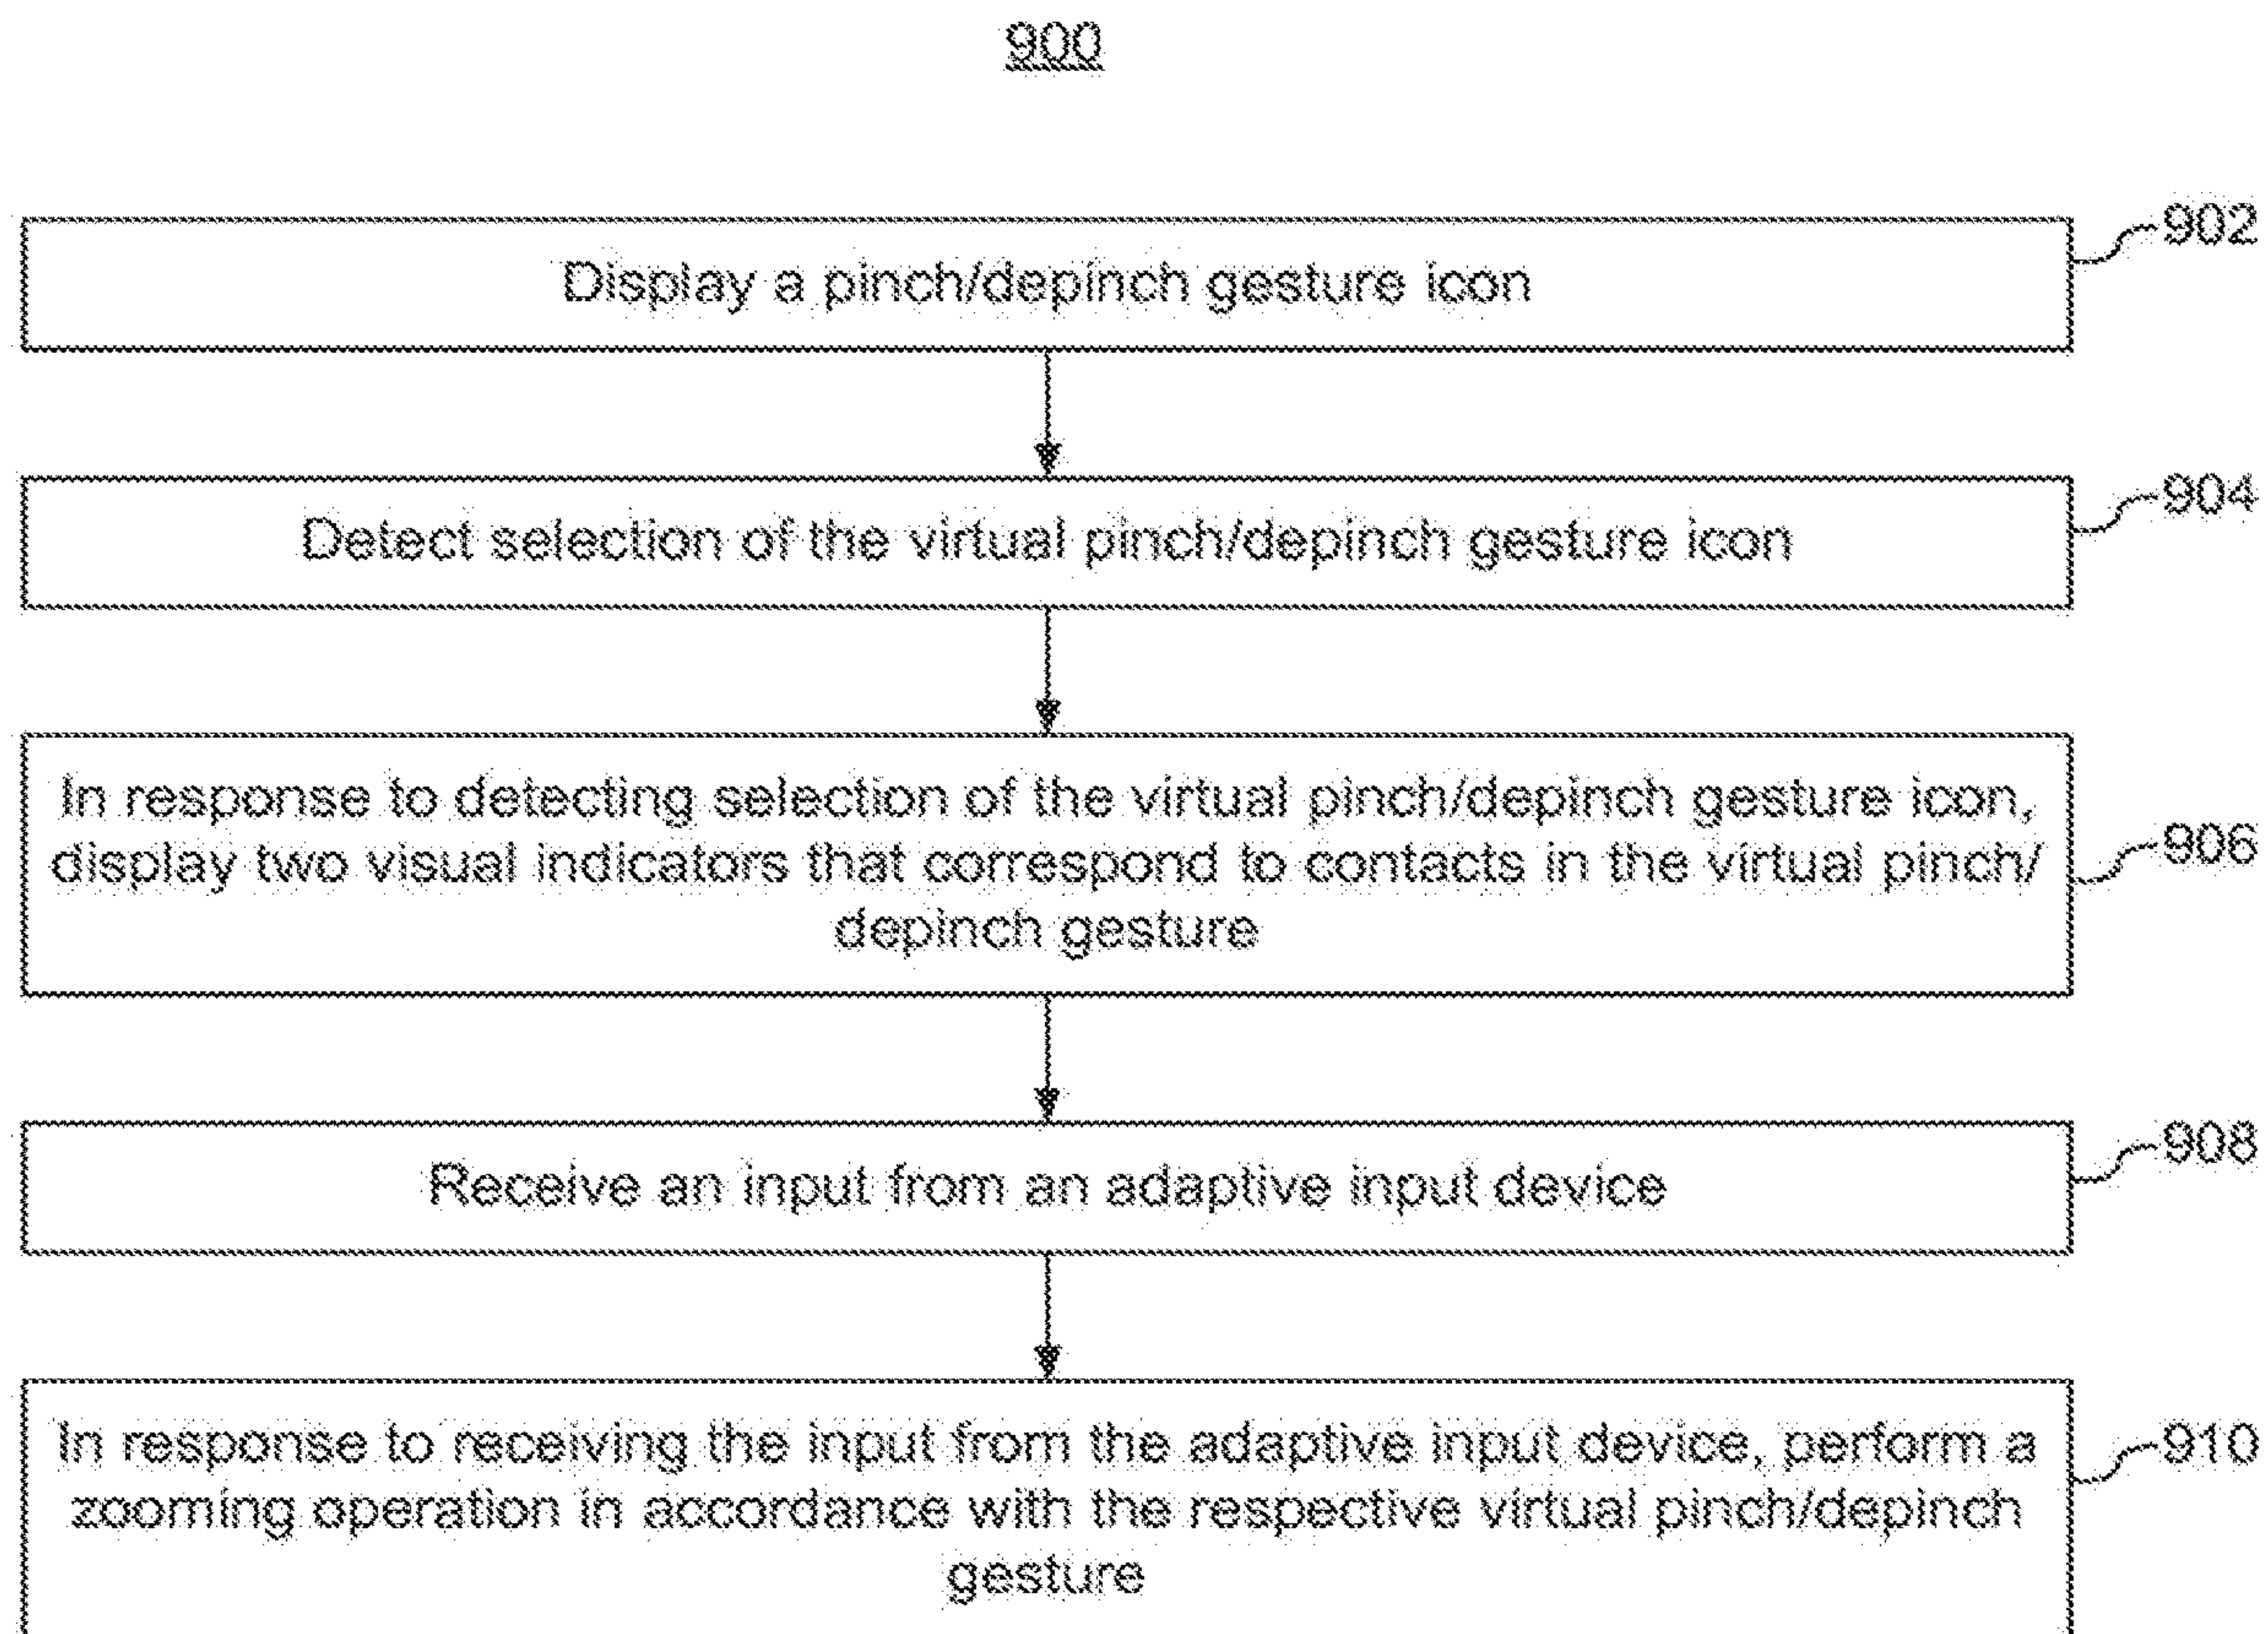 900
Display a pinch/depinch gesture icon
902
Detect selection of the virtual pinch/depinch gesture icon
904
In response to detecting selection of the virtual pinch/depinch gesture icon,
display two visual indicators that correspond to contacts in the virtual pinch/
depinch gesture
906
Receive an input from an adaptive input device
908
In response to receiving the input from the adaptive input device, perform a
zooming operation in accordance with the respective virtual pinch/depinch
gesture
910